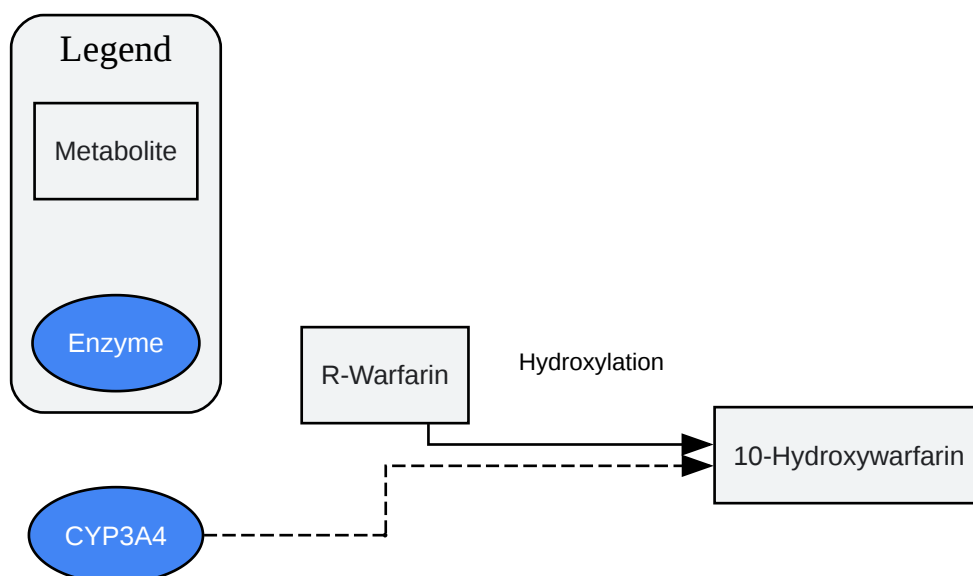 Legend
Metabolite
Enzyme
R-Warfarin
Hydroxylation
10-Hydroxywarfarin
CYP3A4